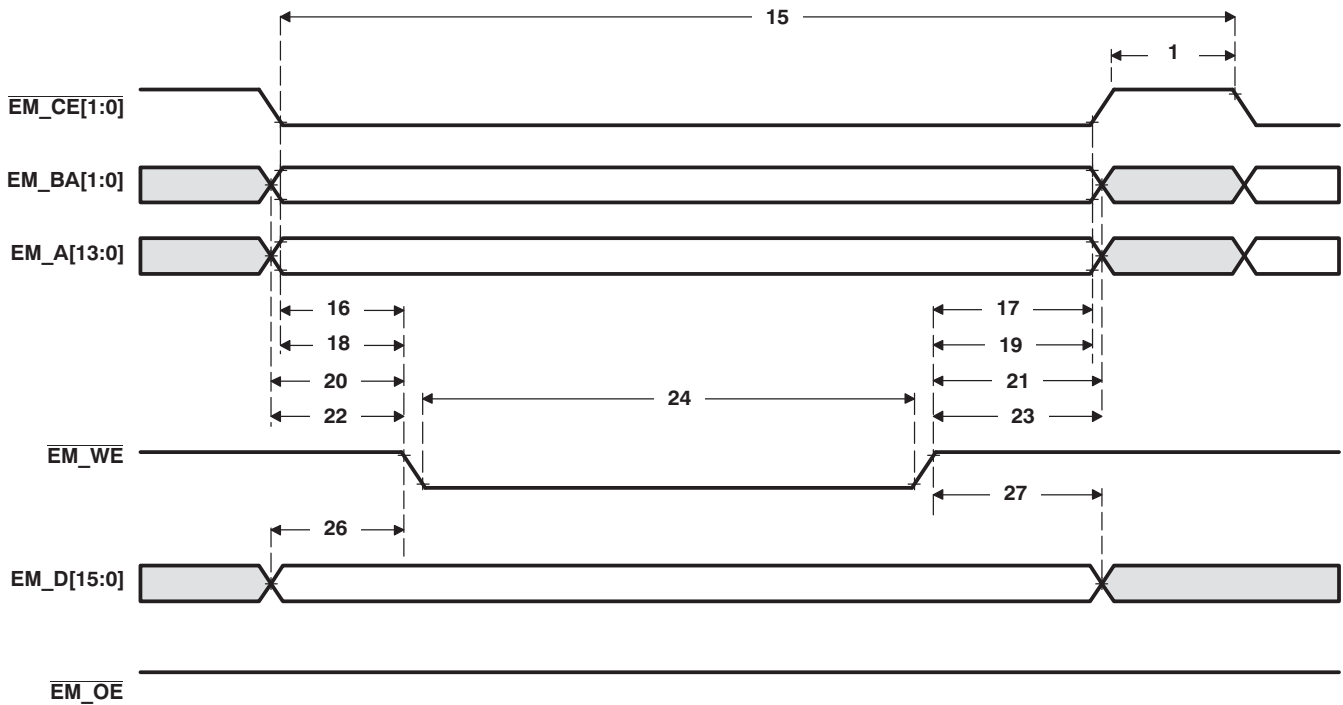 15
1
EM_CE[1:0]
EM_BA[1:0]
EM_A[13:0]
16
17
18
19
20
21
22
24
23
EM_WE
27
26
EM_D[15:0]
EM_OE